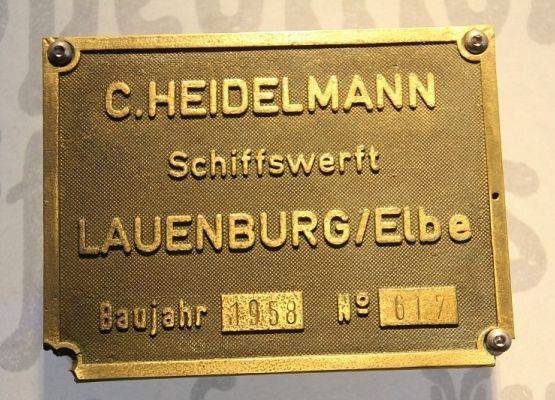 C.HEIDELMANN
Schiffswerft
LAUENBURG/Elbe
Baujahr 1958 Nº 617